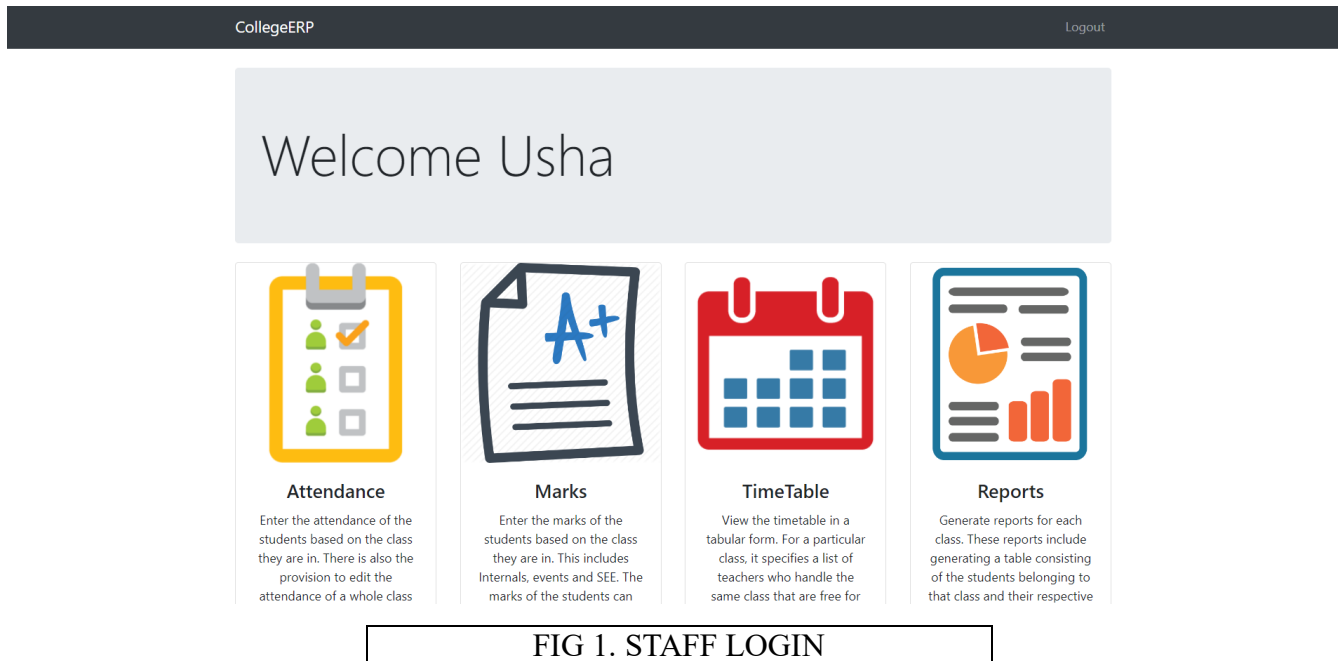 CollegeERP
Logout
Welcome Usha
A+
Attendance
Enter the attendance of the
students based on the class
they are in. There is also the
provision to edit the
attendance of a whole class
Marks
Enter the marks of the
students based on the class
they are in. This includes
Internals, events and SEE. The
marks of the students can
TimeTable
View the timetable in a
tabular form. For a particular
class, it specifies a list of
teachers who handle the
same class that are free for
Reports
Generate reports for each
class. These reports include
generating a table consisting
of the students belonging to
that class and their respective
FIG 1. STAFF LOGIN